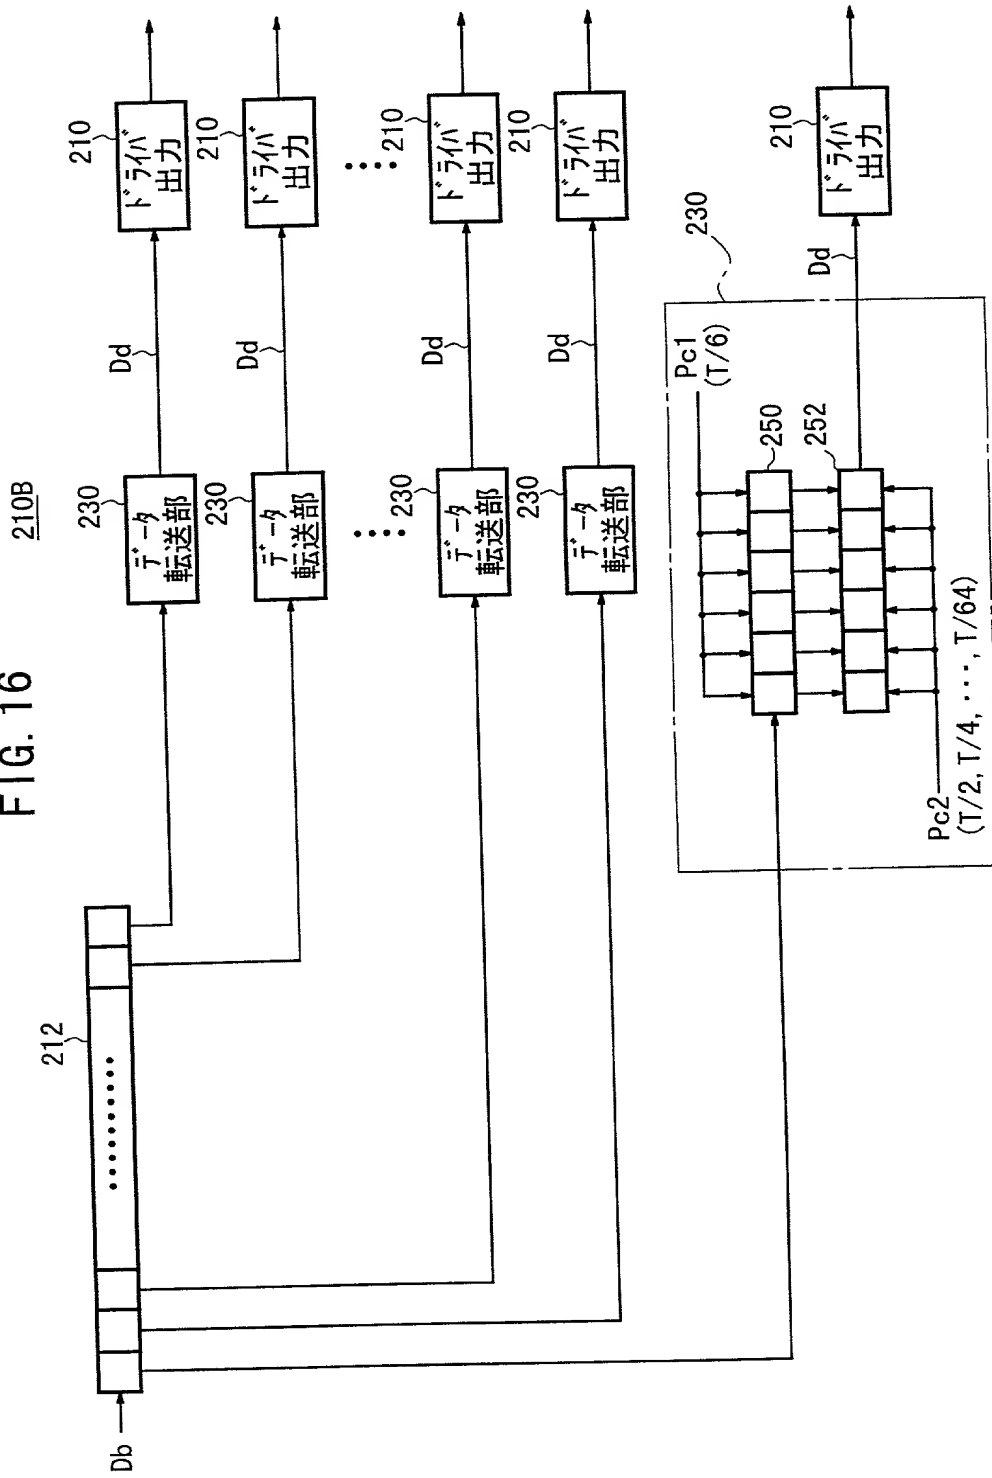 FIG. 16
210B
Db
212
230
データ
転送部
Dd
210
ドライバ
出力
230
データ
転送部
Dd
210
ドライバ
出力
230
データ
転送部
Dd
210
ドライバ
出力
230
データ
転送部
Dd
210
ドライバ
出力
230
Pc1
(T/6)
250
252
Pc2
(T/2, T/4, ･･･, T/64)
Dd
210
ドライバ
出力